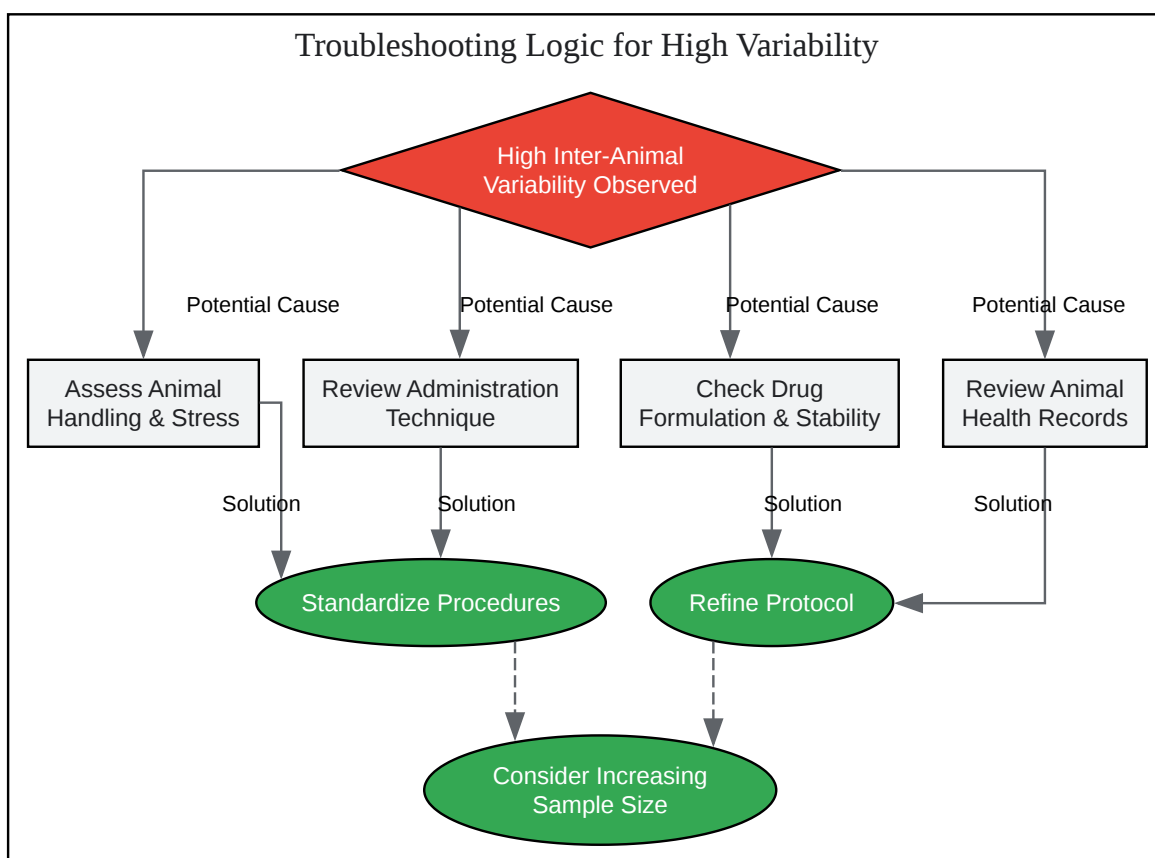 Troubleshooting Logic for High Variability
High Inter-Animal
Variability Observed
Potential Cause
Potential Cause
Potential Cause
Potential Cause
Assess Animal
Handling & Stress
Review Administration
Technique
Check Drug
Formulation & Stability
Review Animal
Health Records
Solution
Solution
Solution
Solution
Standardize Procedures
Refine Protocol
Consider Increasing
Sample Size